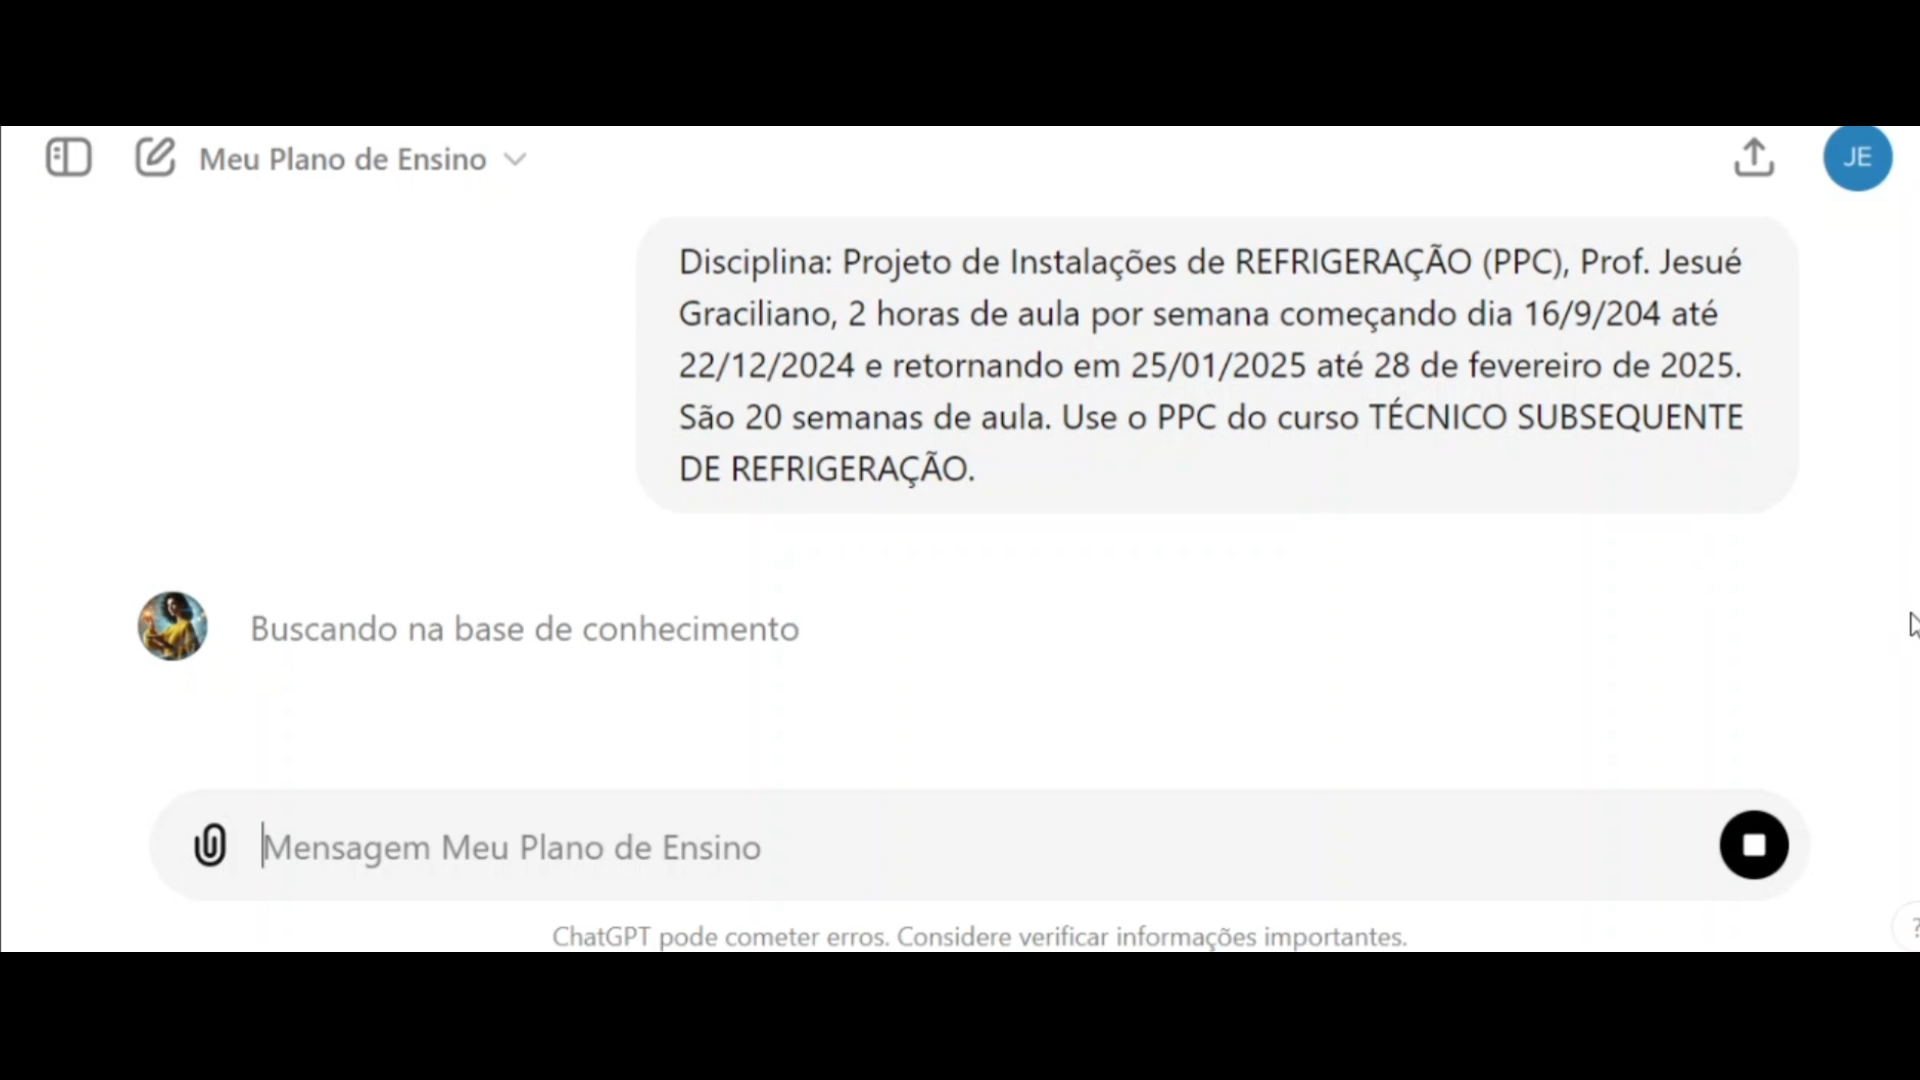 Meu Plano de Ensino
JE
Disciplina: Projeto de Instalações de REFRIGERAÇÃO (PPC), Prof. Jesué
Graciliano, 2 horas de aula por semana começando dia 16/9/204 até
22/12/2024 e retornando em 25/01/2025 até 28 de fevereiro de 2025.
São 20 semanas de aula. Use o PPC do curso TÉCNICO SUBSEQUENTE
DE REFRIGERAÇÃO.
Buscando na base de conhecimento
Mensagem Meu Plano de Ensino
ChatGPT pode cometer erros. Considere verificar informações importantes.
?